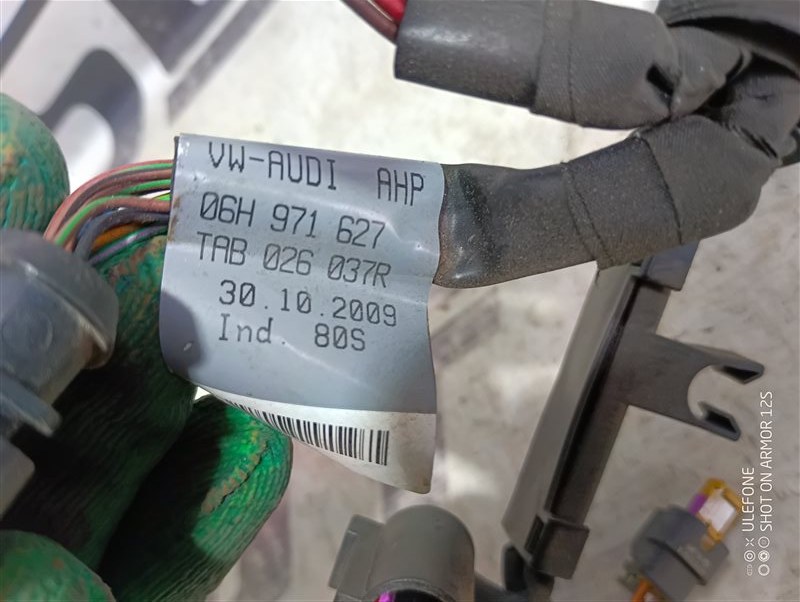 VW-AUDI AHP
06H 971 627
TAB 026 037R
30.10.2009
Ind. 80S
ULEFONE
SHOT ON ARMOR 12S